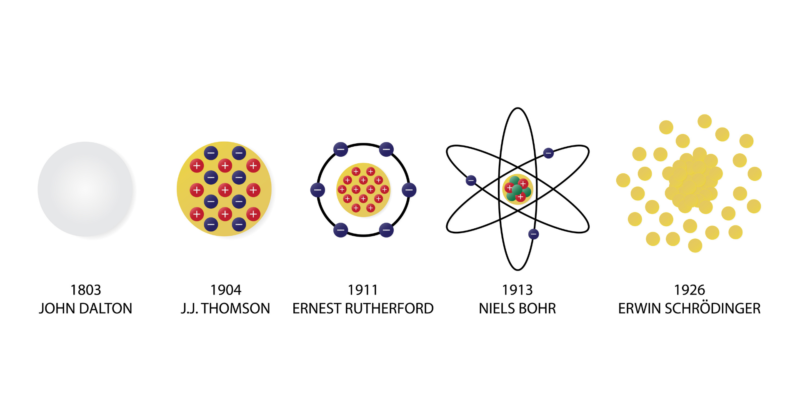 1803
JOHN DALTON
1904
J.J. THOMSON
1911
ERNEST RUTHERFORD
1913
NIELS BOHR
1926
ERWIN SCHRÖDINGER